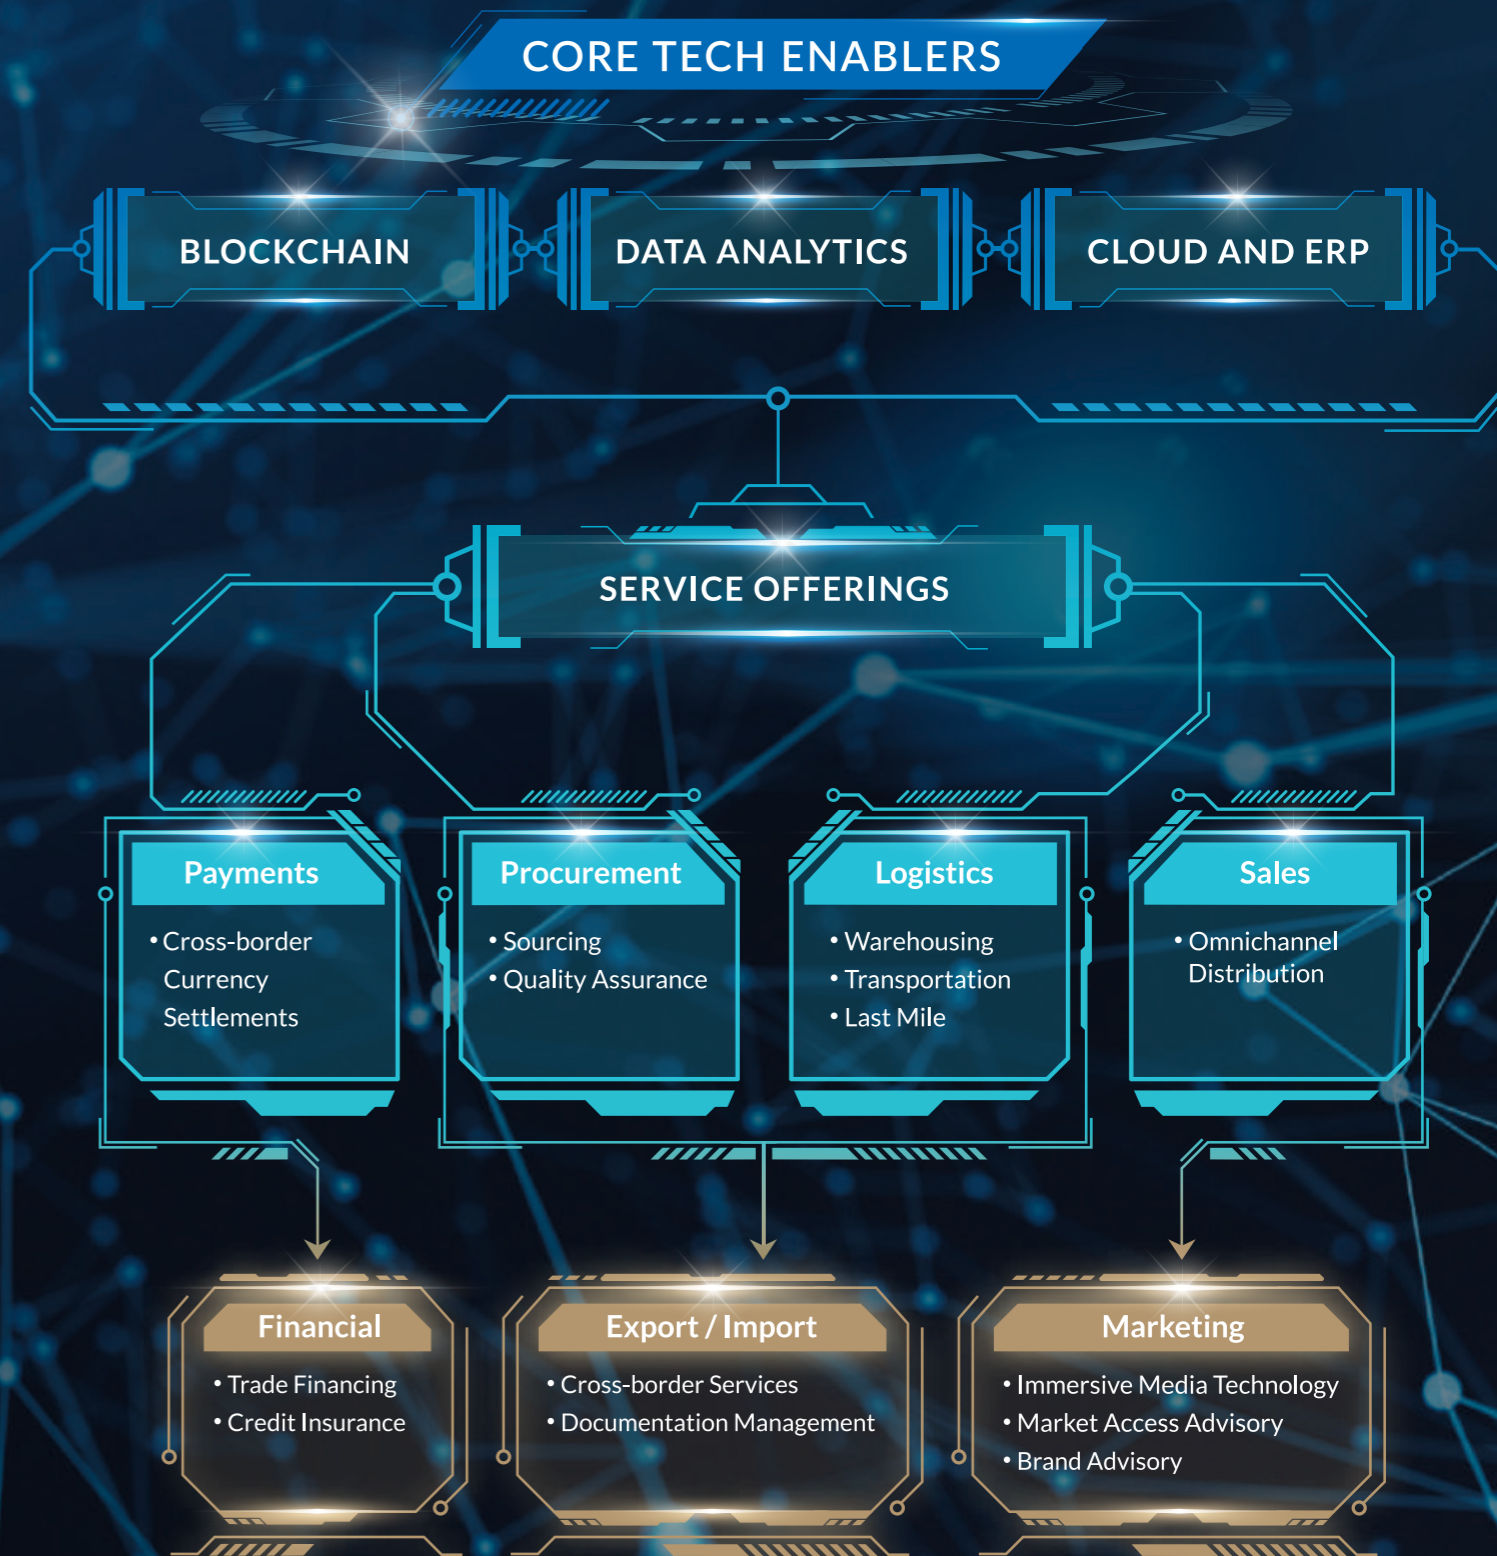 CORE TECH ENABLERS
BLOCKCHAIN
DATA ANALYTICS
CLOUD AND ERP
SERVICE OFFERINGS
Payments
• Cross-border
Currency
Settlements
Procurement
• Sourcing
• Quality Assurance
Logistics
• Warehousing
• Transportation
• Last Mile
Sales
• Omnichannel
Distribution
Financial
• Trade Financing
• Credit Insurance
Export / Import
• Cross-border Services
• Documentation Management
Marketing
• Immersive Media Technology
• Market Access Advisory
• Brand Advisory